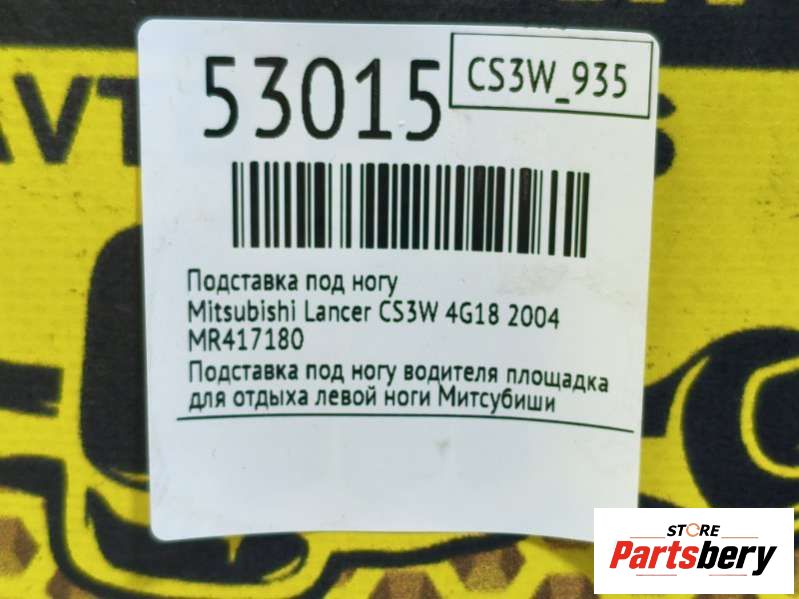 AVT
53015
CS3W_935
Подставка под ногу
Mitsubishi Lancer CS3W 4G18 2004
MR417180
Подставка под ногу водителя площадка
для отдыха левой ноги Митсубиши
STORE
Partsbery